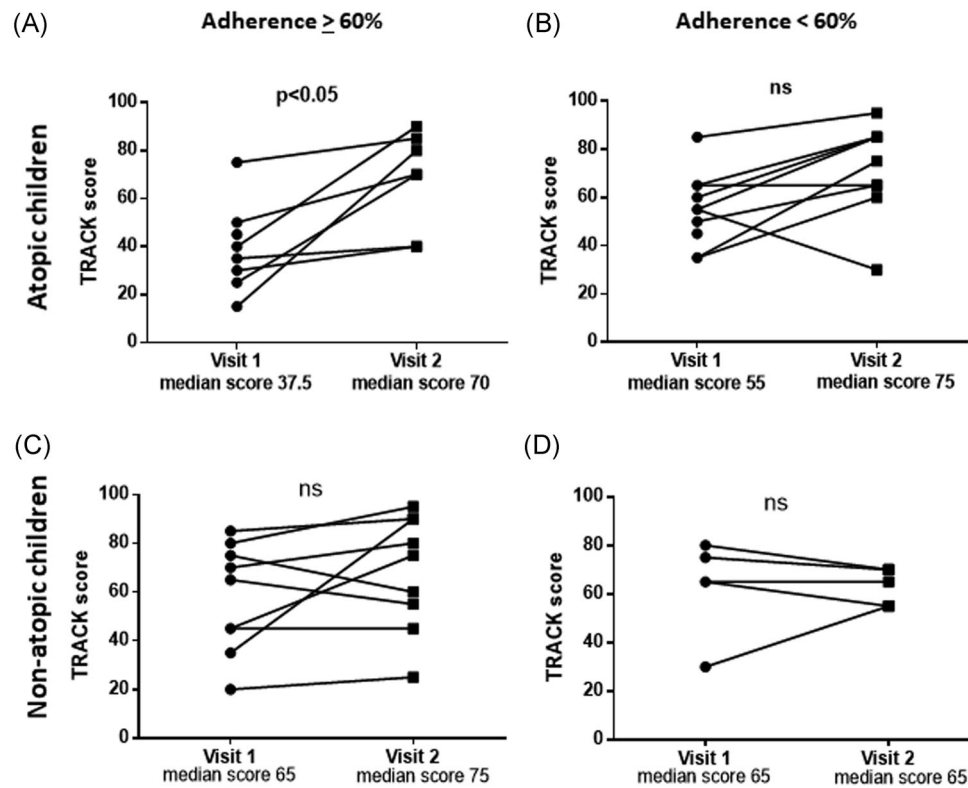 (A)
Adherence ≥ 60%
(B)
Adherence < 60%
Atopic children
p<0.05
TRACK score
100
80
60
40
20
0
Visit 1
median score 37.5
Visit 2
median score 70
ns
TRACK score
100
80
60
40
20
0
Visit 1
median score 55
Visit 2
median score 75
(C)
(D)
Non-atopic children
ns
TRACK score
100
80
60
40
20
0
Visit 1
median score 65
Visit 2
median score 75
ns
TRACK score
100
80
60
40
20
0
Visit 1
median score 65
Visit 2
median score 65